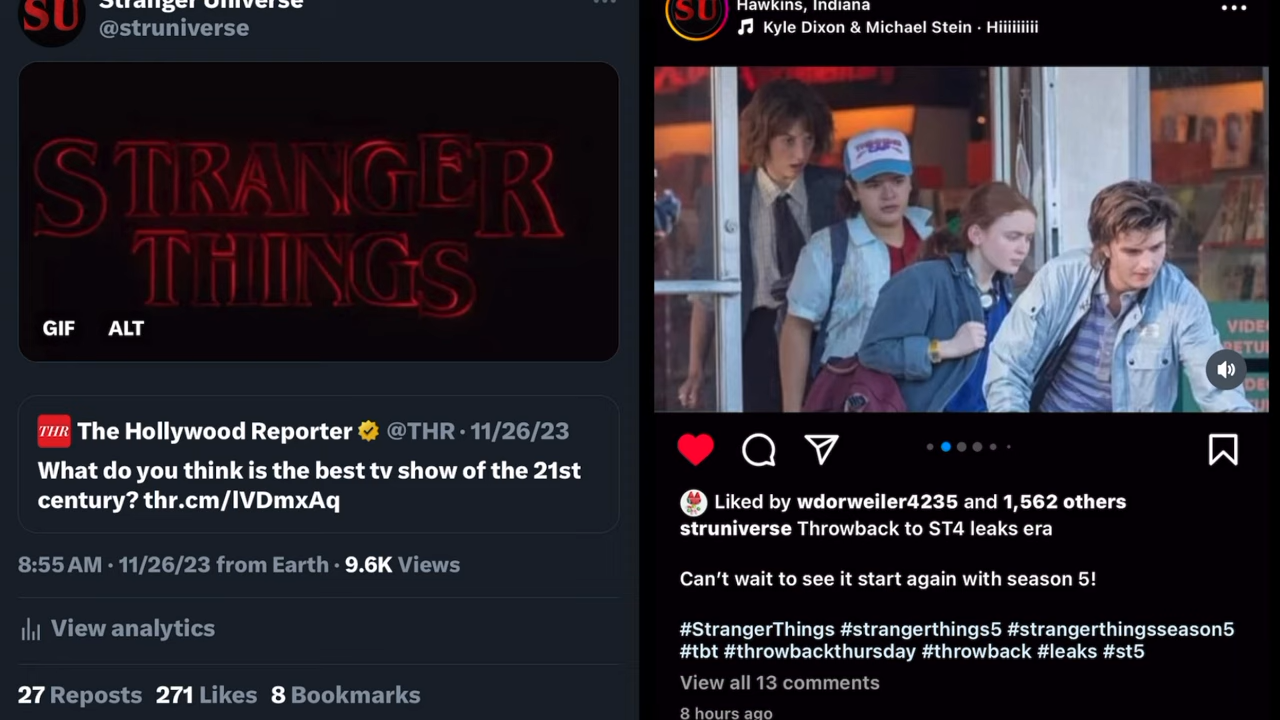 SU
Stranger Universe
@struniverse
STRANGER
THINGS
GIF ALT
THR The Hollywood Reporter @THR · 11/26/23
What do you think is the best tv show of the 21st
century? thr.cm/lVDmxAq
8:55 AM · 11/26/23 from Earth · 9.6K Views
View analytics
27 Reposts 271 Likes 8 Bookmarks
SU
Hawkins, Indiana
Kyle Dixon & Michael Stein · Hiiiiiiiii
VIDEO
Liked by wdorweiler4235 and 1,562 others
struniverse Throwback to ST4 leaks era
Can’t wait to see it start again with season 5!
#StrangerThings #strangerthings5 #strangerthingsseason5
#tbt #throwbackthursday #throwback #leaks #st5
View all 13 comments
8 hours ago